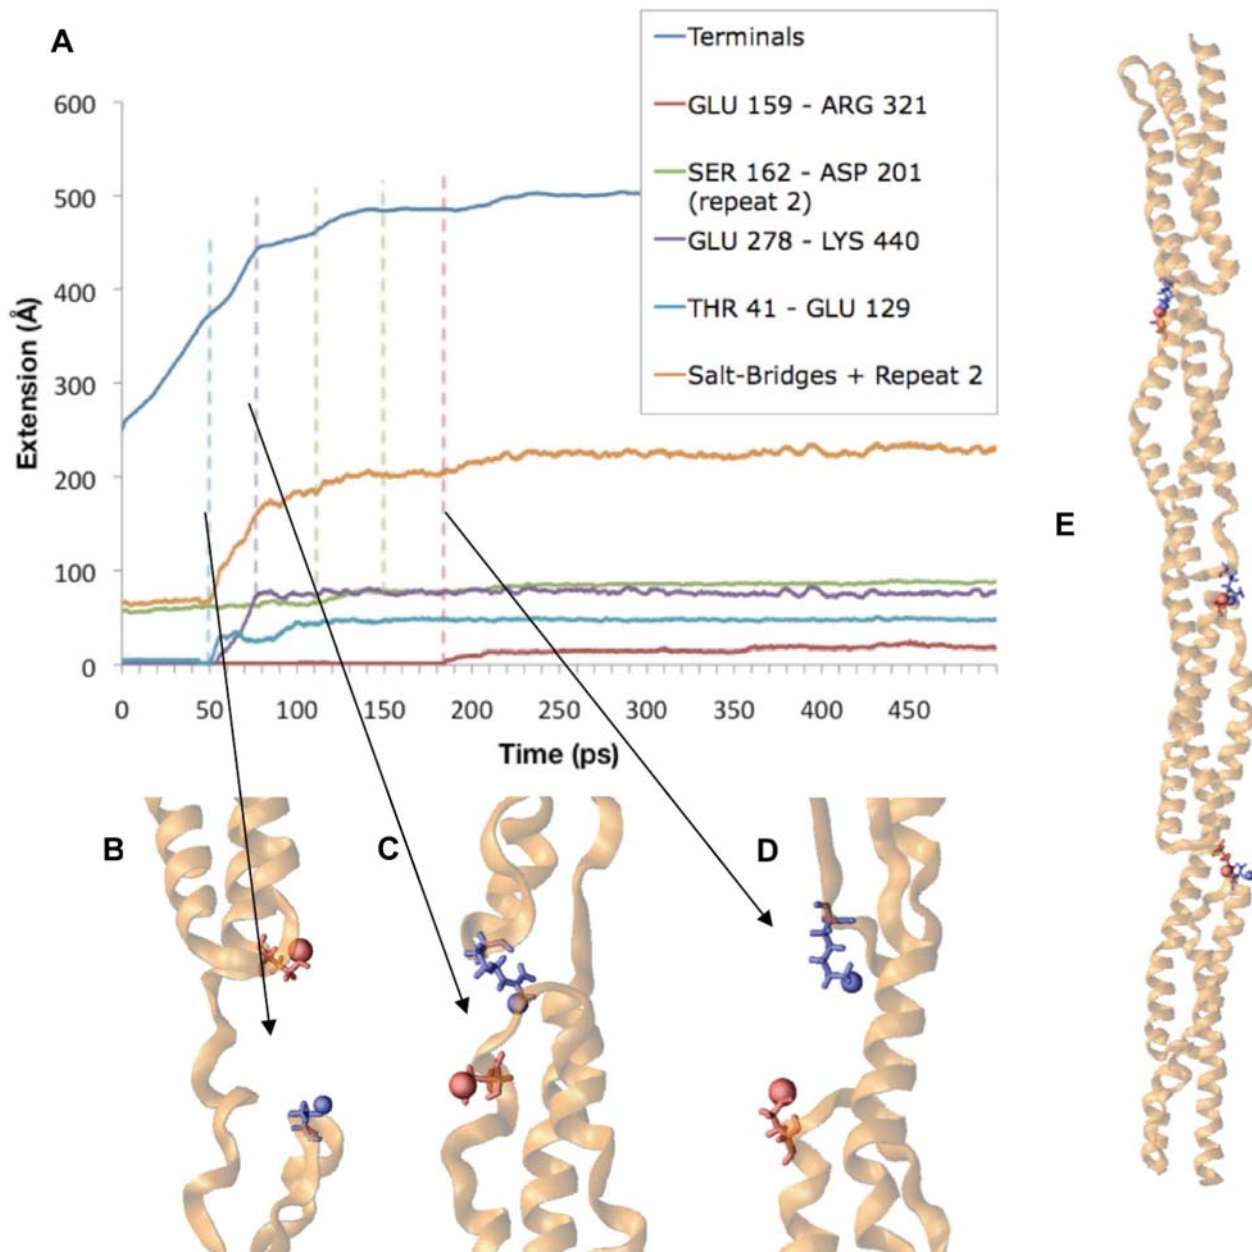 A
Terminals
GLU 159 - ARG 321
SER 162 - ASP 201
(repeat 2)
GLU 278 - LYS 440
THR 41 - GLU 129
Salt-Bridges + Repeat 2
600
500
400
300
200
100
0
Extension (Å)
0 50 100 150 200 250 300 350 400 450
Time (ps)
B
C
D
E